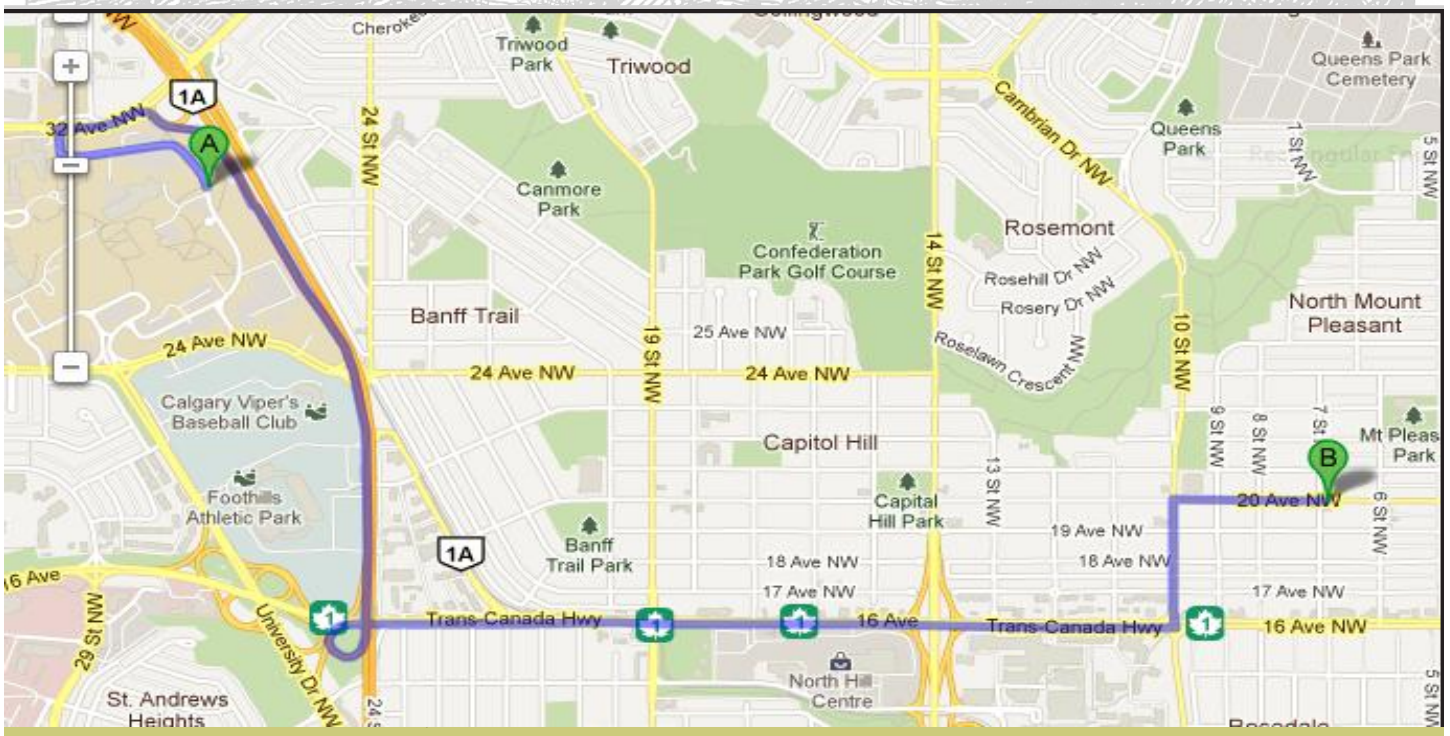 Collingwood
Cherokee
Triwood
Park
Triwood
Queens Park
Cemetery
1A
32 Ave NW
A
24 St NW
Cambrian Dr NW
Queens
Park
1 St NW
5 St NW
Canmore
Park
Confederation
Park Golf Course
14 St NW
Rosemont
Rosehill Dr NW
Rosery Dr NW
North Mount
Pleasant
Banff Trail
25 Ave NW
19 St NW
10 St NW
Roselawn Crescent NW
24 Ave NW
24 Ave NW
24 Ave NW
Calgary Viper's
Baseball Club
Capitol Hill
9 St NW
8 St NW
7 St
Mt Pleas
Park
B
13 St NW
Foothills
Athletic Park
Capital
Hill Park
20 Ave NW
6 St NW
19 Ave NW
1A
Banff
Trail Park
18 Ave NW
18 Ave NW
17 Ave NW
17 Ave NW
16 Ave
1
Trans-Canada Hwy
1
1
16 Ave
Trans-Canada Hwy
1
16 Ave NW
29 St NW
University Dr NW
North Hill
Centre
St. Andrews
Heights
24 S
5 St NW
Rosedale